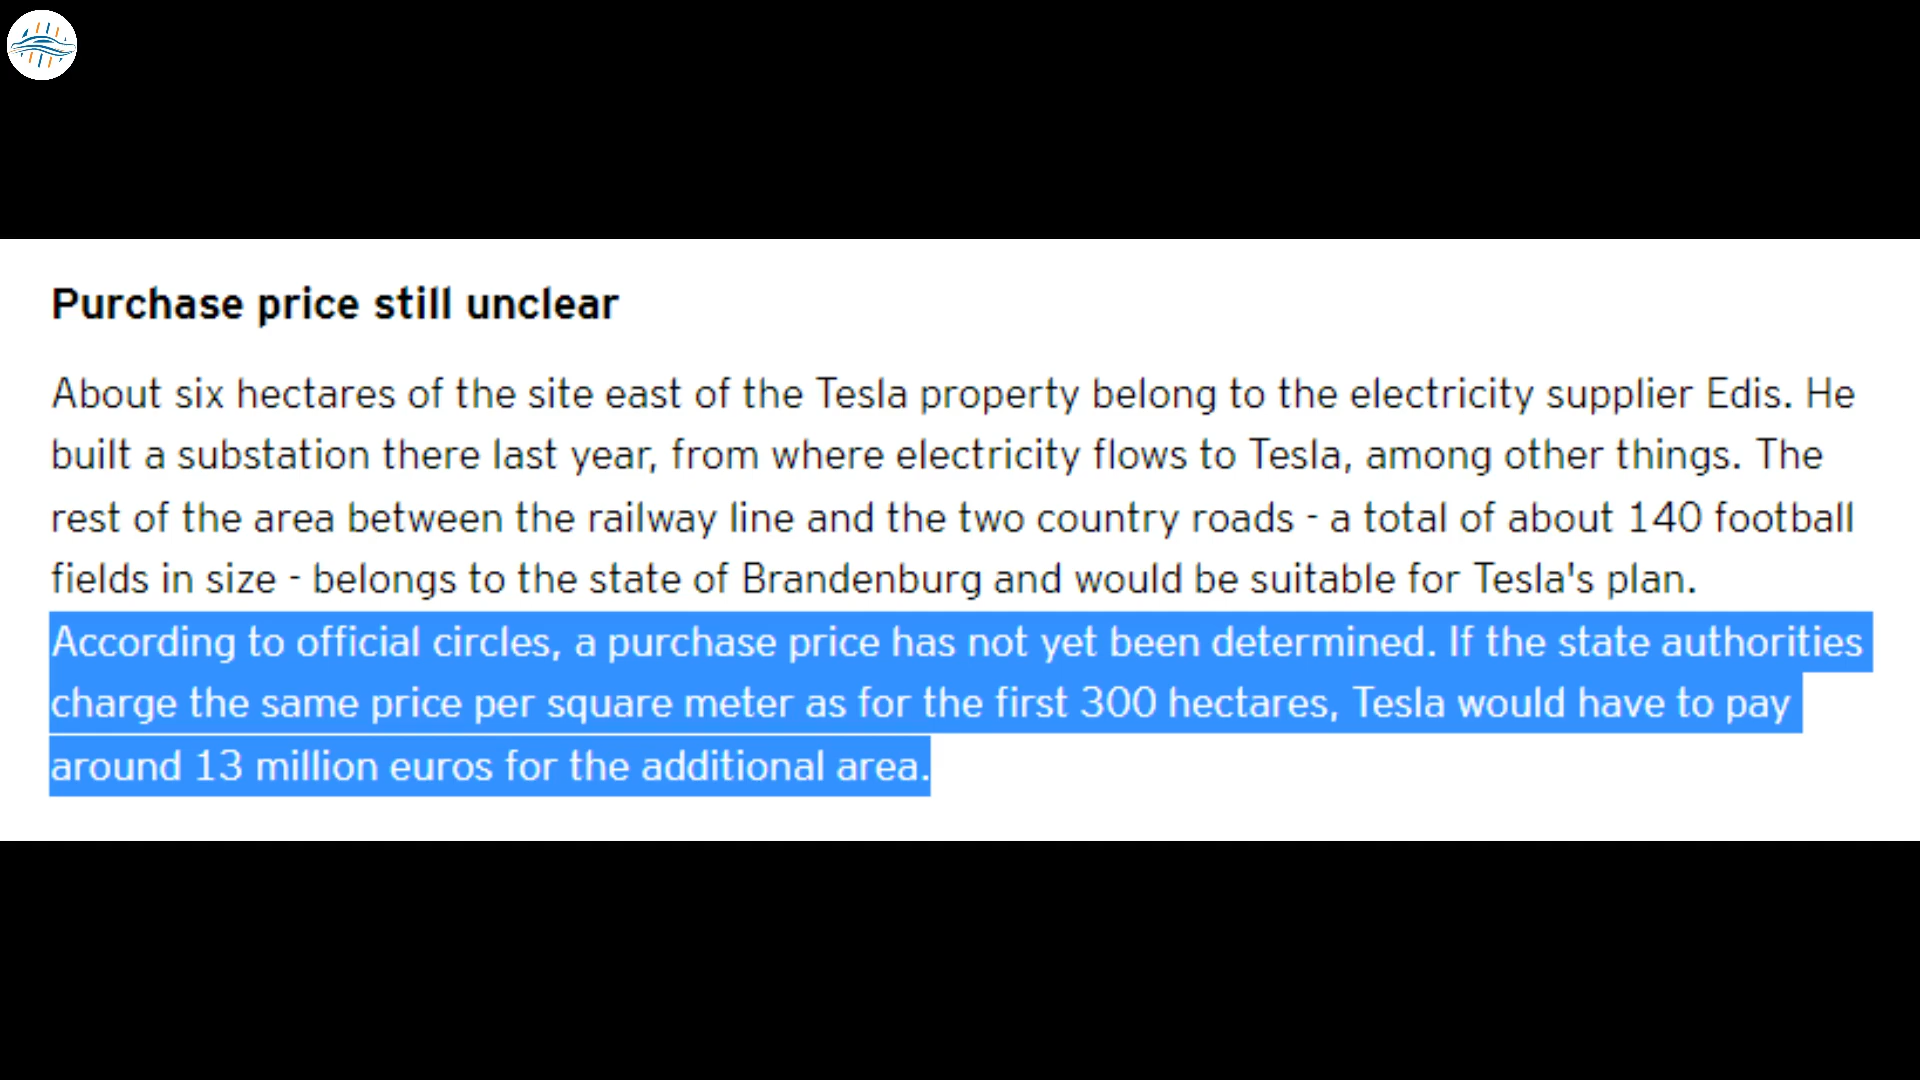 Purchase price still unclear
About six hectares of the site east of the Tesla property belong to the electricity supplier Edis. He
built a substation there last year, from where electricity flows to Tesla, among other things. The
rest of the area between the railway line and the two country roads - a total of about 140 football
fields in size - belongs to the state of Brandenburg and would be suitable for Tesla's plan.
According to official circles, a purchase price has not yet been determined. If the state authorities
charge the same price per square meter as for the first 300 hectares, Tesla would have to pay
around 13 million euros for the additional area.